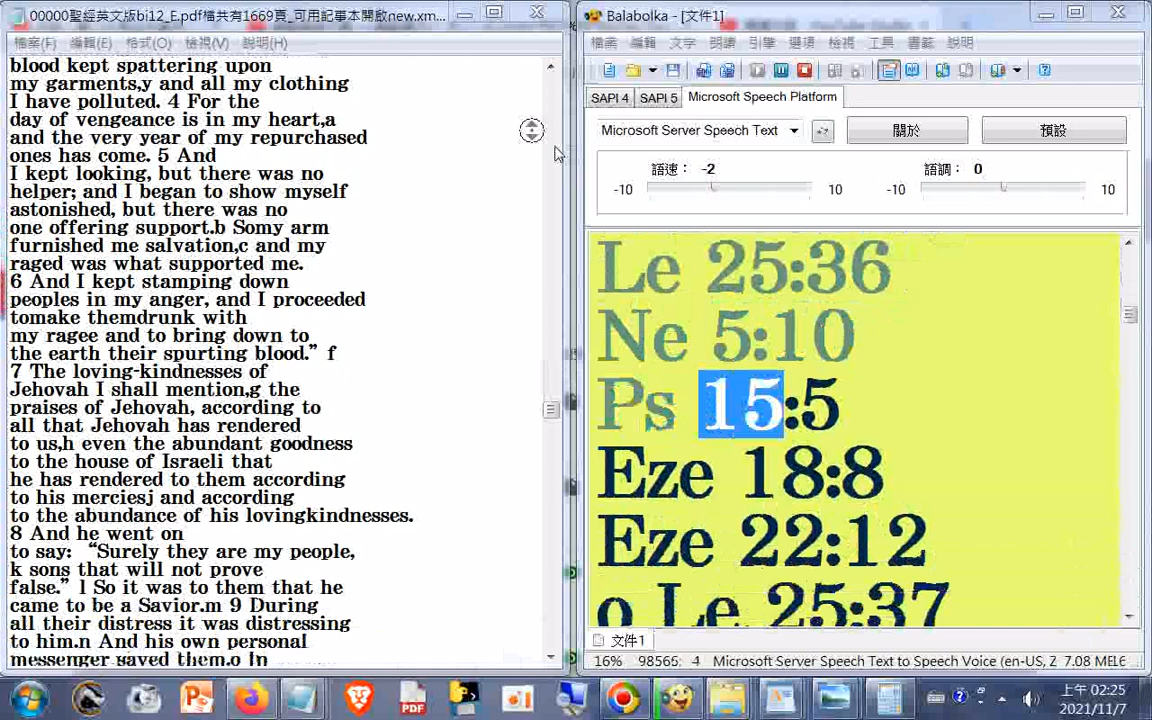 00000聖經英文版bi12_E.pdf檔共有1669頁_可用記事本開啟new.xm...
檔案(F) 編輯(E) 格式(O) 檢視(V) 說明(H)
blood kept spattering upon
my garments,y and all my clothing
I have polluted. 4 For the
day of vengeance is in my heart,a
and the very year of my repurchased
ones has come. 5 And
I kept looking, but there was no
helper; and I began to show myself
astonished, but there was no
one offering support.b Somy arm
furnished me salvation,c and my
raged was what supported me.
6 And I kept stamping down
peoples in my anger, and I proceeded
tomake themdrunk with
my ragee and to bring down to
the earth their spurting blood.” f
7 The loving-kindnesses of
Jehovah I shall mention,g the
praises of Jehovah, according to
all that Jehovah has rendered
to us,h even the abundant goodness
to the house of Israeli that
he has rendered to them according
to his merciesj and according
to the abundance of his lovingkindnesses.
8 And he went on
to say: “Surely they are my people,
k sons that will not prove
false.” l So it was to them that he
came to be a Savior.m 9 During
all their distress it was distressing
to him.n And his own personal
messenger saved them.o In
Balabolka - [文件1]
檔案 編輯 文字 朗讀 引擎 選項 檢視 工具 書籤 說明
SAPI 4 SAPI 5 Microsoft Speech Platform
Microsoft Server Speech Text 關於 預設
語速： -2 語調： 0
-10 10 -10 10
Le 25:36
Ne 5:10
Ps 15:5
Eze 18:8
Eze 22:12
o Le 25:37
文件1
16% 98565: 4 Microsoft Server Speech Text to Speech Voice (en-US, Z 7.08 МБ
PDF
上午 02:25
2021/11/7